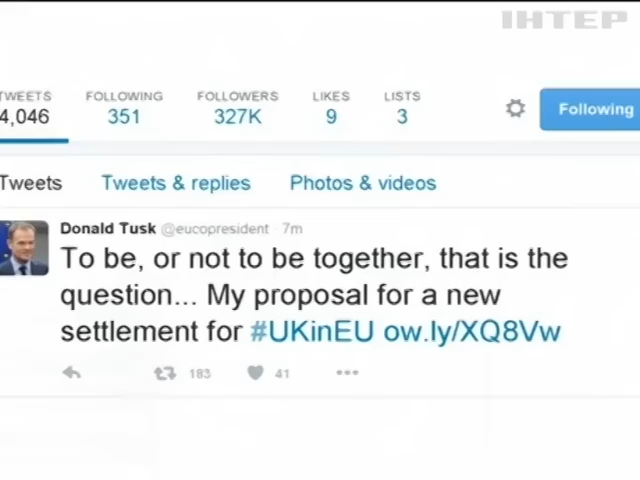 ІНТЕР
TWEETS FOLLOWING FOLLOWERS LIKES LISTS
4,046 351 327K 9 3
Following
Tweets Tweets & replies Photos & videos
Donald Tusk @eucopresident · 7m
To be, or not to be together, that is the
question... My proposal for a new
settlement for #UKinEU ow.ly/XQ8Vw
183 41